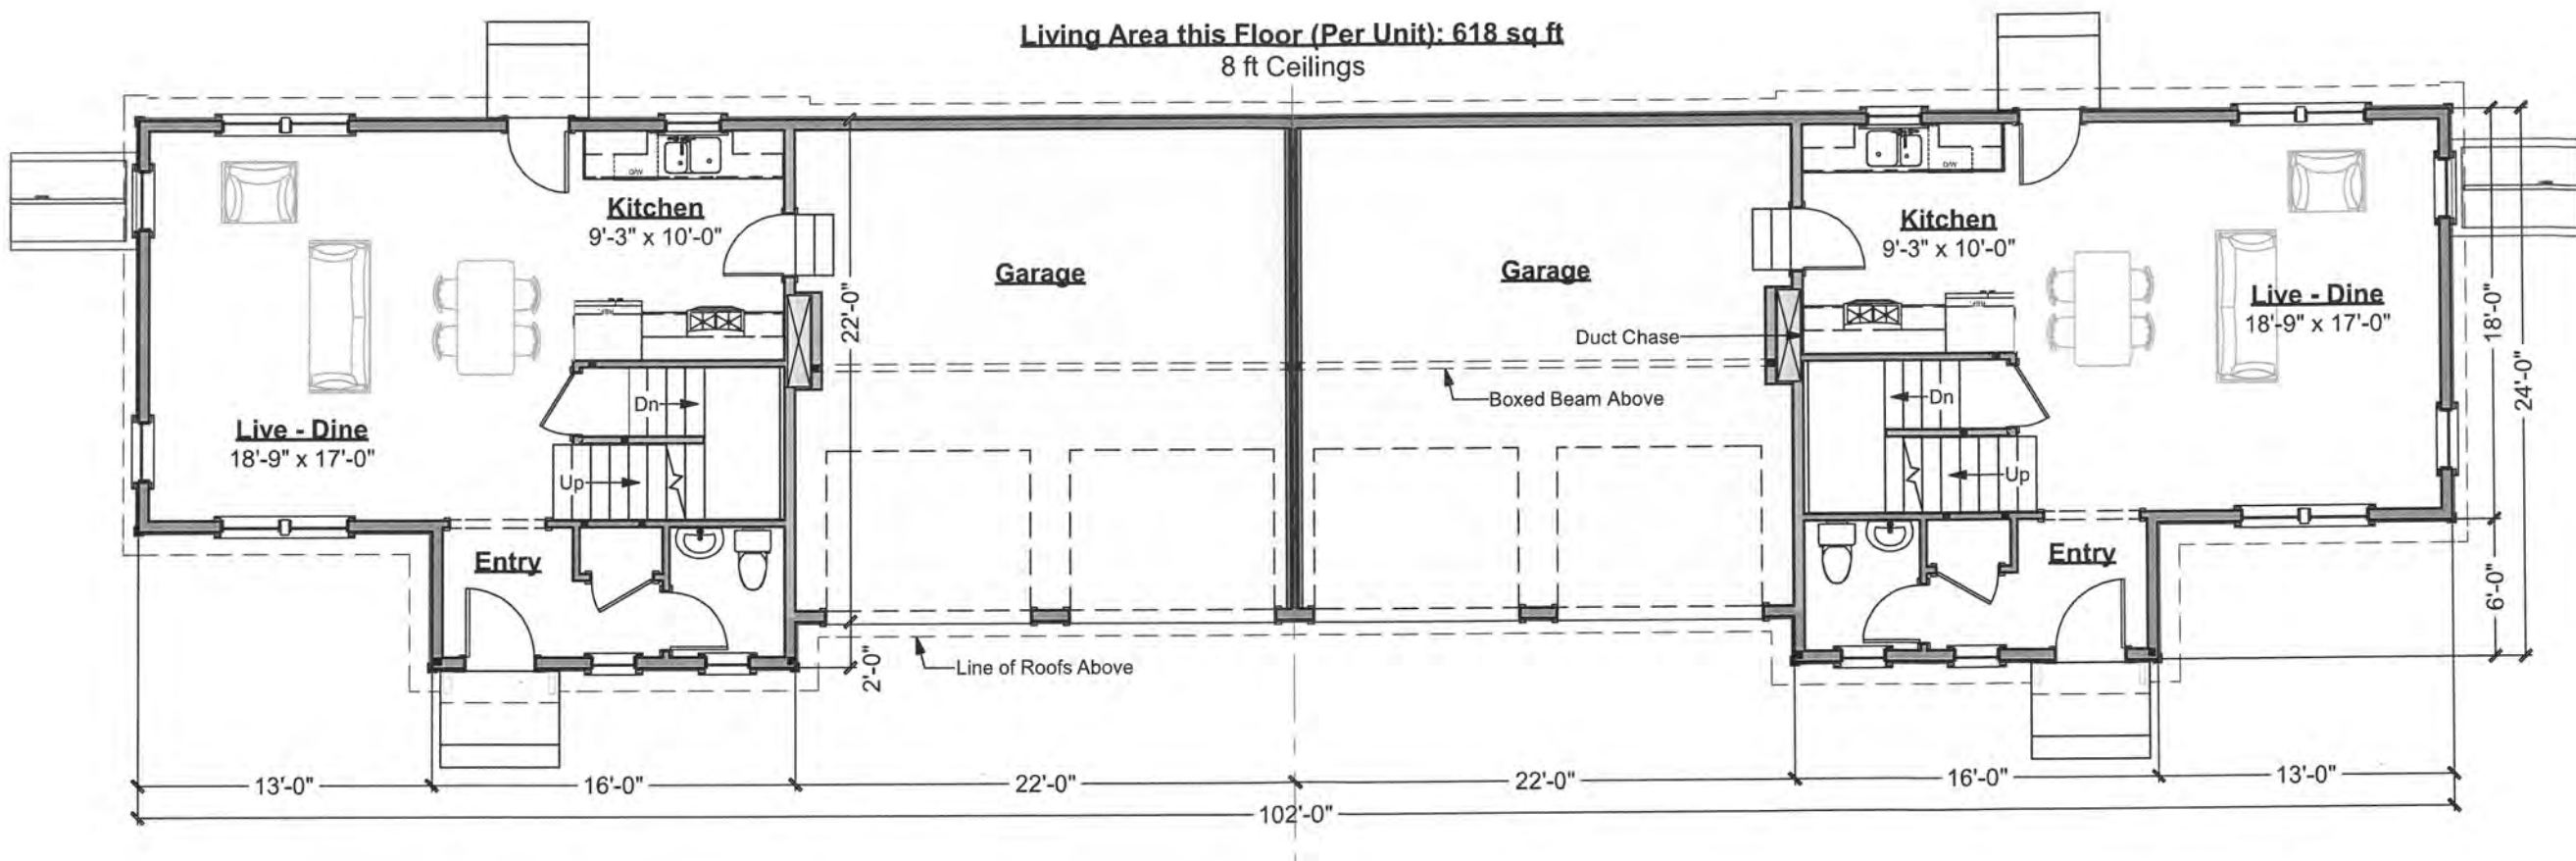 Living Area this Floor (Per Unit): 618 sq ft
8 ft Ceilings
Kitchen
9'-3" x 10'-0"
D/W
Garage
Garage
D/W
Kitchen
9'-3" x 10'-0"
Live - Dine
18'-9" x 17'-0"
22'-0"
Duct Chase
Boxed Beam Above
18'-0"
24'-0"
Dn
Dn
Live - Dine
18'-9" x 17'-0"
Up
Up
Entry
Entry
6'-0"
2'-0"
Line of Roofs Above
13'-0"
16'-0"
22'-0"
22'-0"
16'-0"
13'-0"
102'-0"